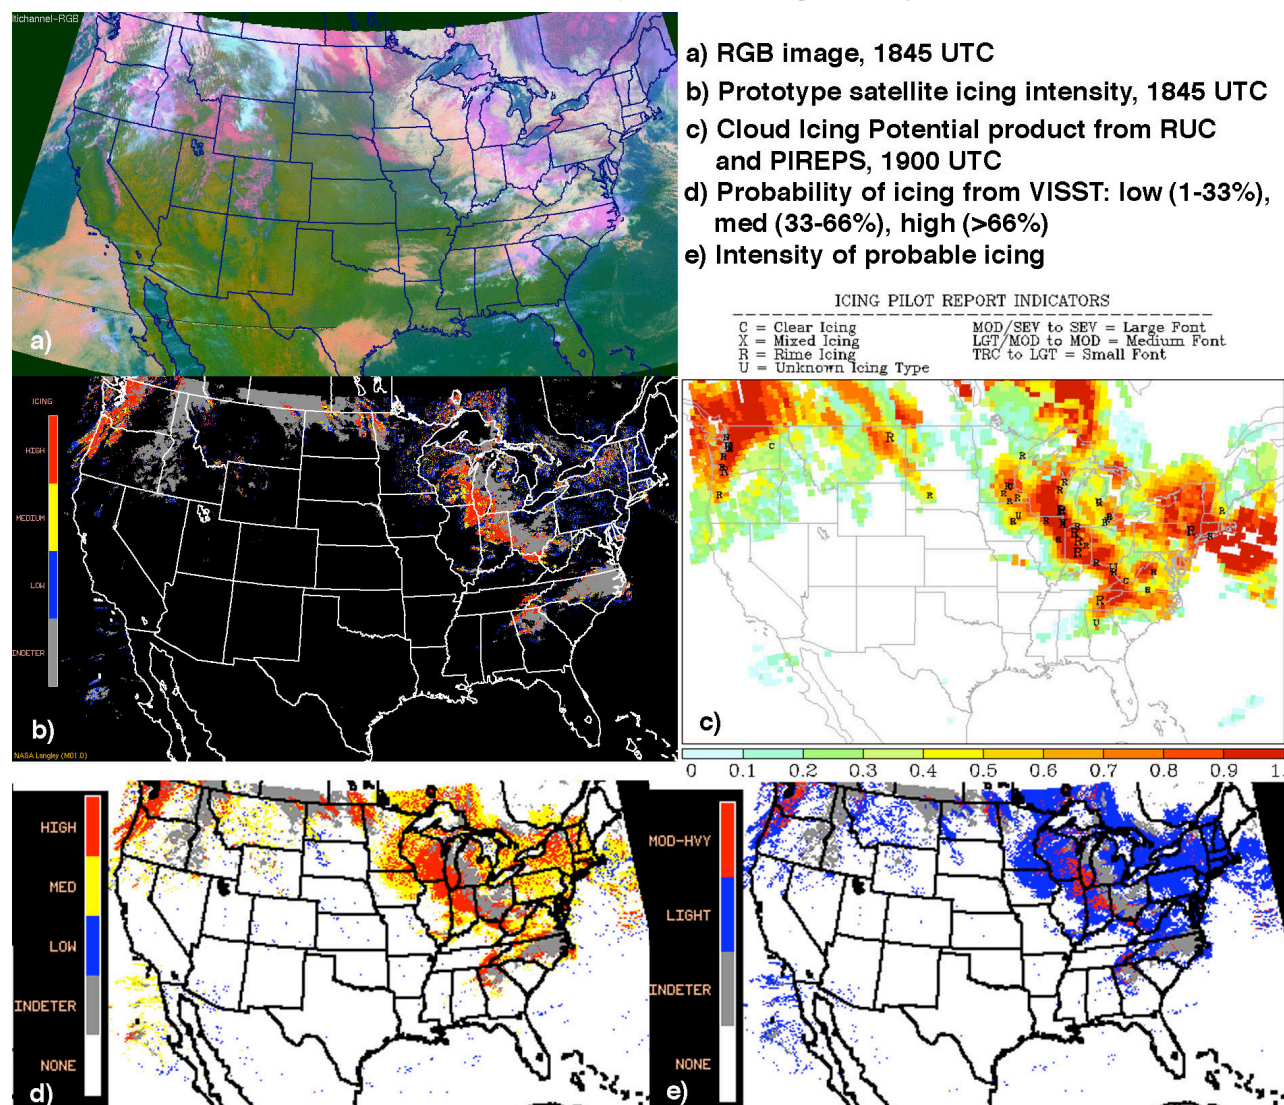 ltichannel-RGB
a) RGB image, 1845 UTC
b) Prototype satellite icing intensity, 1845 UTC
c) Cloud Icing Potential product from RUC
and PIREPS, 1900 UTC
d) Probability of icing from VISST: low (1-33%),
med (33-66%), high (>66%)
e) Intensity of probable icing
a)
ICING PILOT REPORT INDICATORS
C = Clear Icing
X = Mixed Icing
R = Rime Icing
U = Unknown Icing Type
MOD/SEV to SEV = Large Font
LGT/MOD to MOD = Medium Font
TRC to LGT = Small Font
ICING
HIGH
MEDIUM
LOW
INDETER
b)
NASA Langley (M01.0)
c)
0 0.1 0.2 0.3 0.4 0.5 0.6 0.7 0.8 0.9 1.
HIGH
MED
LOW
INDETER
NONE
d)
MOD-HVY
LIGHT
INDETER
NONE
e)